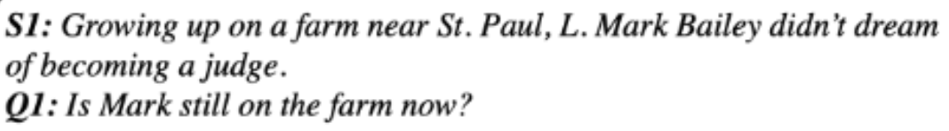 S1: Growing up on a farm near St. Paul, L. Mark Bailey didn't dream
of becoming a judge.
Q1: Is Mark still on the farm now?